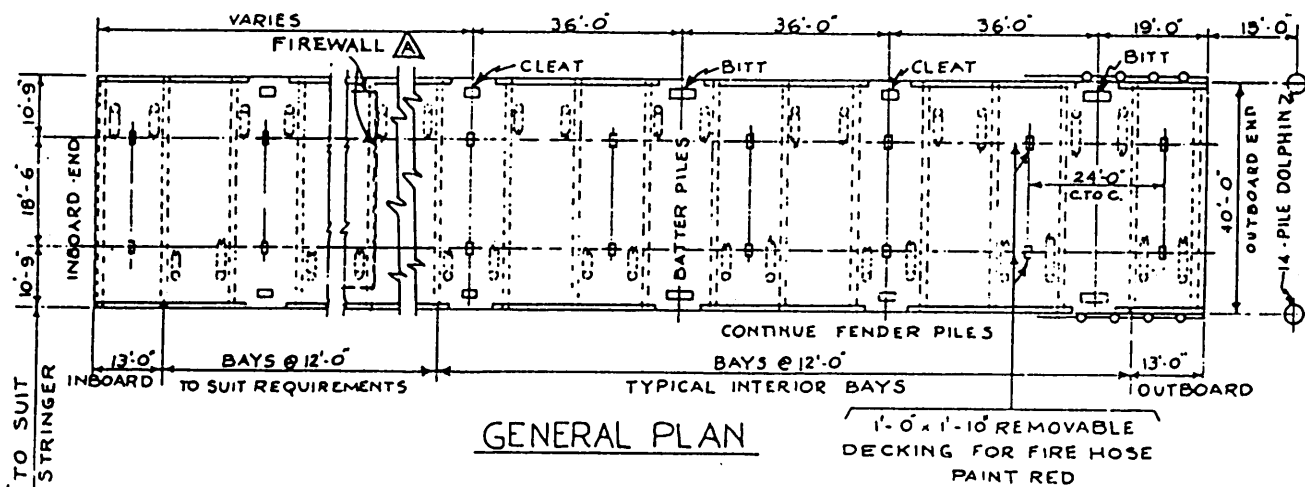 VARIES 36'-0" 36'-0" 36'-0" 19'-0" 15'-0"
FIREWALL A
CLEAT BITT CLEAT BITT
10'-9
18'-6
10'-9"
INBOARD END
BATTER PILES
24'-0"
C.TO C.
40'-0"
OUTBOARD END
14-PILE DOLPHIN
CONTINUE FENDER PILES
13'-0" BAYS @ 12'-0" BAYS @ 12'-0" 13'-0"
INBOARD TO SUIT REQUIREMENTS TYPICAL INTERIOR BAYS OUTBOARD
TO SUIT
STRINGER
GENERAL PLAN
1'-0" x 1'-10" REMOVABLE
DECKING FOR FIRE HOSE
PAINT RED